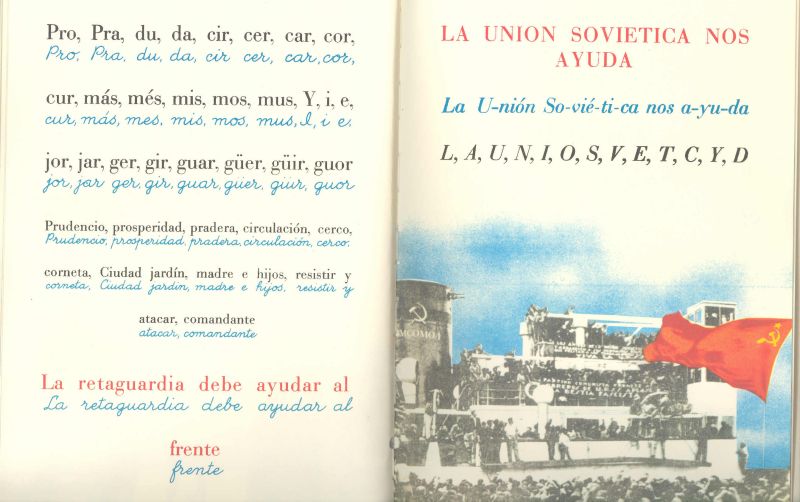 Pro, Pra, du, da, cir, cer, car, cor,
Pro, Pra, du, da, cir cer, car, cor,
cur, más, més, mis, mos, mus, Y, i, e,
cur, más, mes, mis, mos, mus, I, i e.
jor, jar, ger, gir, guar, güer, güir, guor
jor, jar ger, gir, guar, güer, güir, guor
Prudencio, prosperidad, pradera, circulación, cerco,
Prudencio, prosperidad, pradera, circulación, cerco,
corneta, Ciudad jardín, madre e hijos, resistir y
corneta, Ciudad jardín, madre e hijos, resistir y
atacar, comandante
atacar, comandante
La retaguardia debe ayudar al
La retaguardia debe ayudar al
frente
frente
LA UNION SOVIETICA NOS
AYUDA
La U-nión So-vié-ti-ca nos a-yu-da
L, A, U, N, I, O, S, V, E, T, C, Y, D